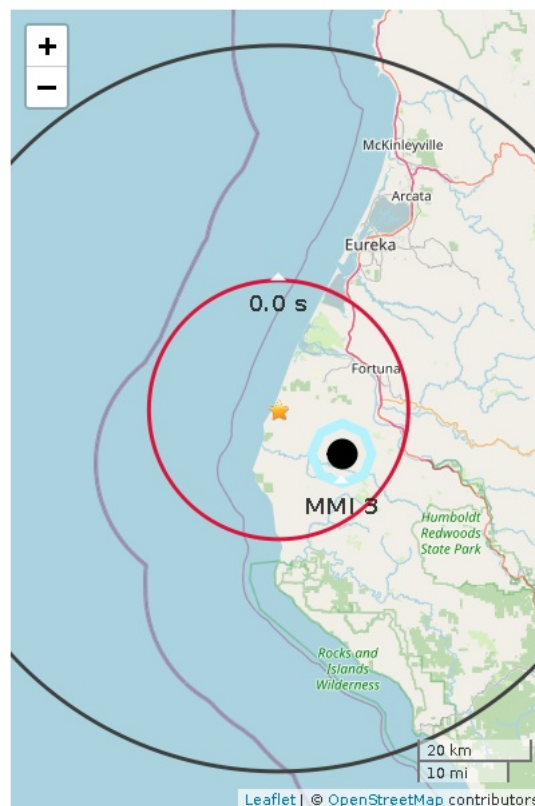 +
−
McKinleyville
Arcata
Eureka
0.0 s
Fortuna
MMI 3
Humboldt
Redwoods
State Park
Rocks and
Islands
Wilderness
20 km
10 mi
Leaflet | © OpenStreetMap contributors